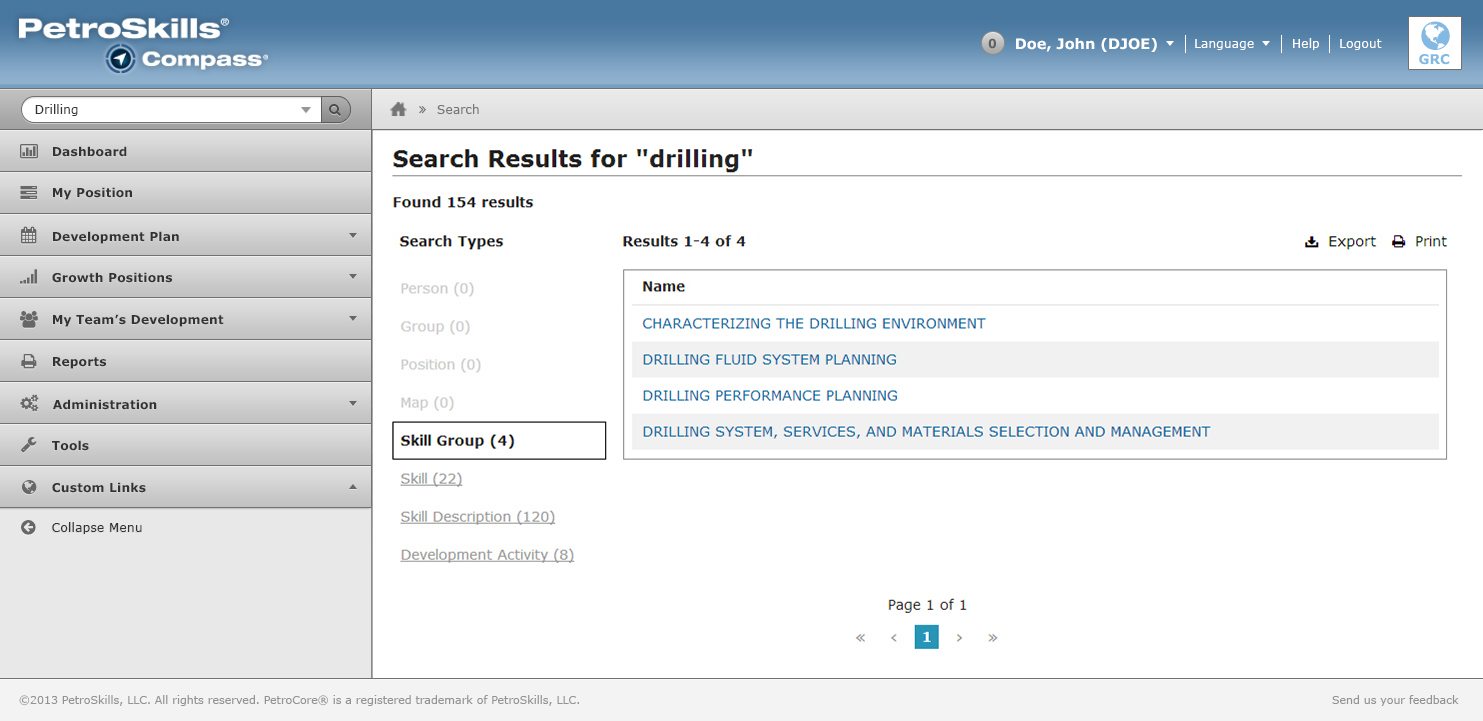 PetroSkills®
Compass®
0 Doe, John (DJOE) Language Help Logout
GRC
Drilling
» Search
Dashboard
My Position
Development Plan
Growth Positions
My Team's Development
Reports
Administration
Tools
Custom Links
Collapse Menu
Search Results for "drilling"
Found 154 results
Search Types
Person (0)
Group (0)
Position (0)
Map (0)
Skill Group (4)
Skill (22)
Skill Description (120)
Development Activity (8)
Results 1-4 of 4
Export Print
Name
CHARACTERIZING THE DRILLING ENVIRONMENT
DRILLING FLUID SYSTEM PLANNING
DRILLING PERFORMANCE PLANNING
DRILLING SYSTEM, SERVICES, AND MATERIALS SELECTION AND MANAGEMENT
Page 1 of 1
« ‹ 1 › »
©2013 PetroSkills, LLC. All rights reserved. PetroCore® is a registered trademark of PetroSkills, LLC.
Send us your feedback